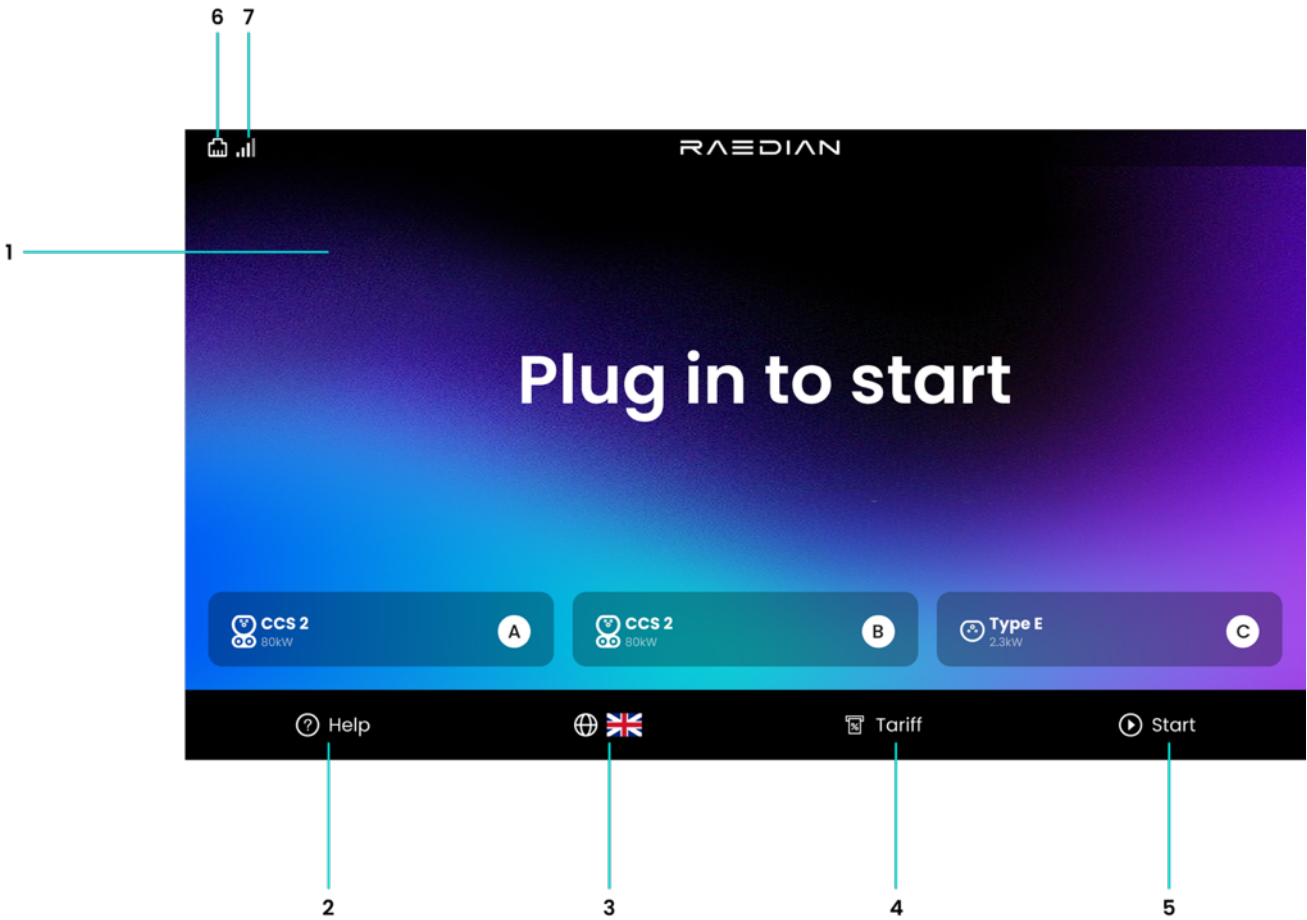 6 7
RAEDIAN
1
Plug in to start
CCS 2
80kW
A
CCS 2
80kW
B
Type E
2.3kW
C
Help
Tariff
Start
2
3
4
5